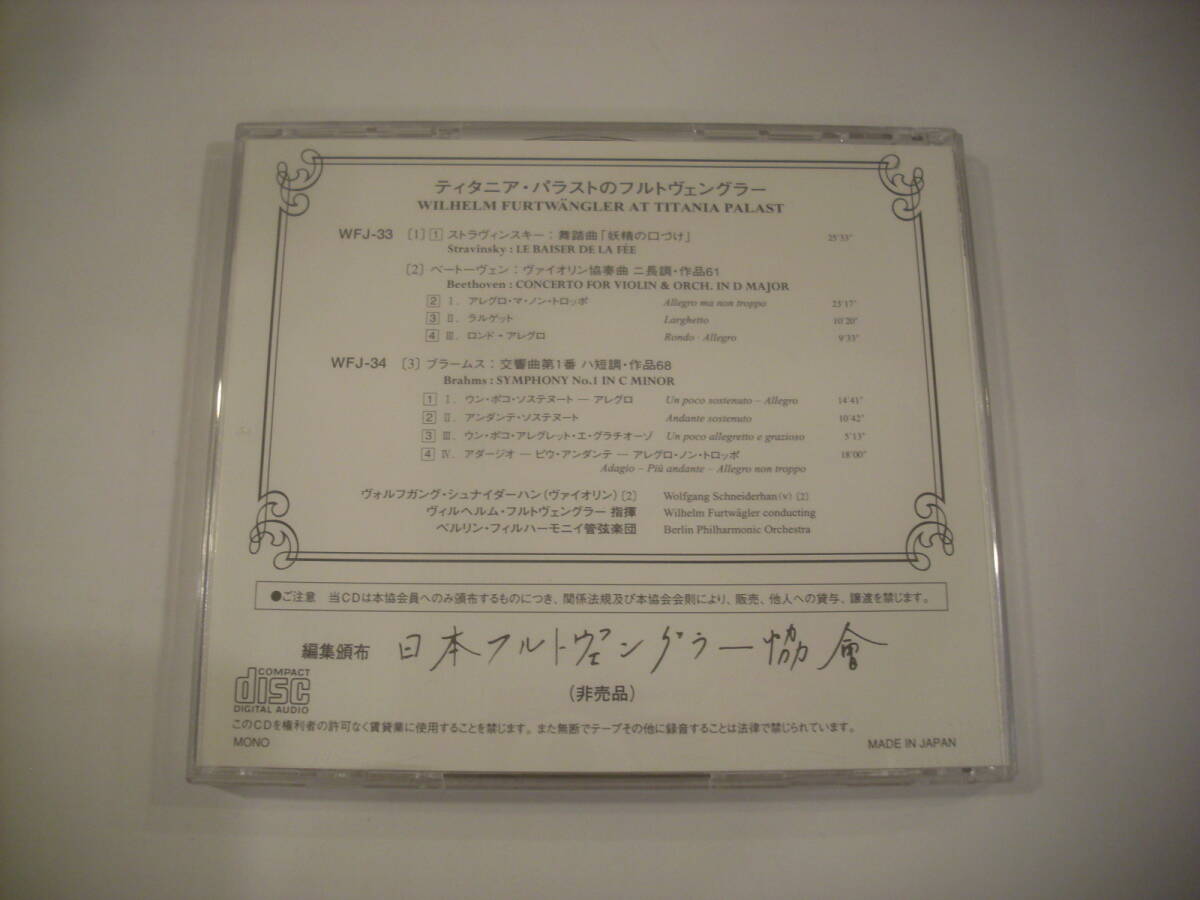 ティタニア・パラストのフルトヴェングラー
WILHELM FURTWÄNGLER AT TITANIA PALAST
WFJ-33 〔1〕 1 ストラヴィンスキー：舞踏曲「妖精の口づけ」 25'33"
Stravinsky : LE BAISER DE LA FÉE
〔2〕 ベートーヴェン：ヴァイオリン協奏曲 ニ長調・作品61
Beethoven : CONCERTO FOR VIOLIN & ORCH. IN D MAJOR
2 Ⅰ. アレグロ・マ・ノン・トロッポ Allegro ma non troppo 25'17"
3 Ⅱ. ラルゲット Larghetto 10'20"
4 Ⅲ. ロンド・アレグロ Rondo · Allegro 9'33"
WFJ-34 〔3〕 ブラームス：交響曲第1番 ハ短調・作品68
Brahms : SYMPHONY No.1 IN C MINOR
1 Ⅰ. ウン・ポコ・ソステヌート ― アレグロ Un poco sostenuto – Allegro 14'41"
2 Ⅱ. アンダンテ・ソステヌート Andante sostenuto 10'42"
3 Ⅲ. ウン・ポコ・アレグレット・エ・グラチオーゾ Un poco allegretto e grazioso 5'13"
4 Ⅳ. アダージオ ― ピウ・アンダンテ ― アレグロ・ノン・トロッポ 18'00"
Adagio – Più andante – Allegro non troppo
ヴォルフガング・シュナイダーハン（ヴァイオリン）〔2〕 Wolfgang Schneiderhan (v) 〔2〕
ヴィルヘルム・フルトヴェングラー 指揮 Wilhelm Furtwägler conducting
ベルリン・フィルハーモニイ管弦楽団 Berlin Philharmonic Orchestra
●ご注意 当CDは本協会員へのみ頒布するものにつき、関係法規及び本協会会則により、販売、他人への貸与、譲渡を禁じます。
編集頒布 日本フルトヴェングラー協會
COMPACT disc DIGITAL AUDIO
（非売品）
このCDを権利者の許可なく賃貸業に使用することを禁じます。また無断でテープその他に録音することは法律で禁じられています。
MONO MADE IN JAPAN